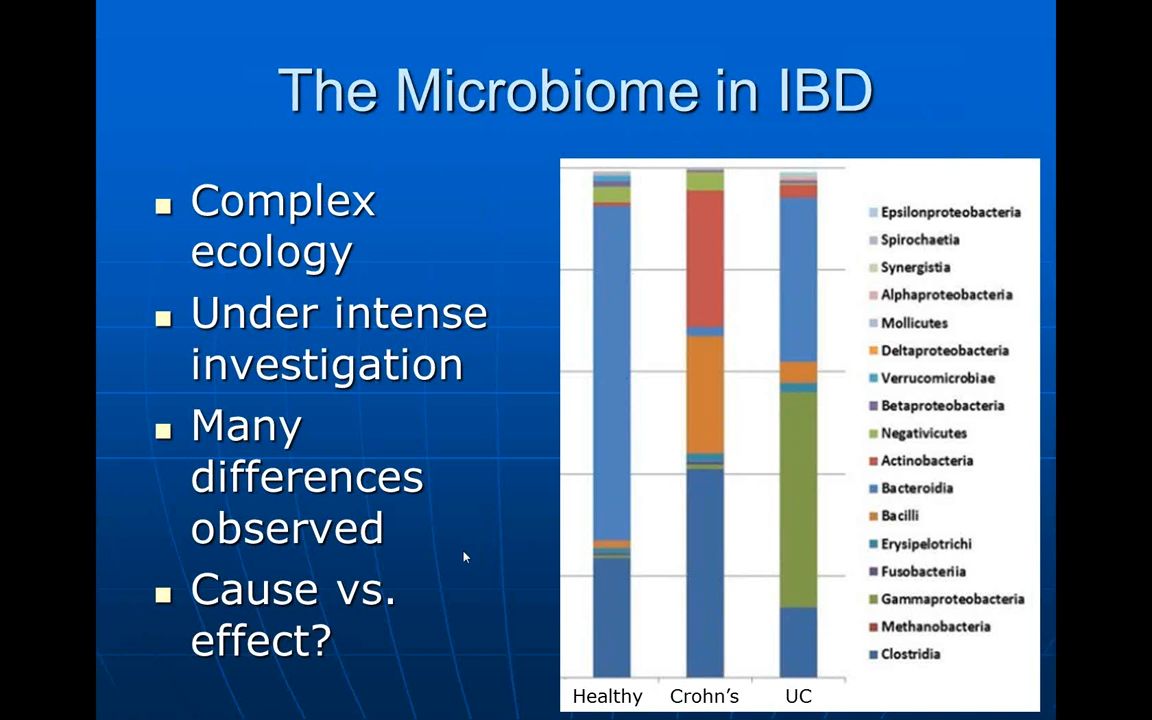 The Microbiome in IBD
Complex
ecology
Under intense
investigation
Many
differences
observed
Cause vs.
effect?
Epsilonproteobacteria
Spirochaetia
Synergistia
Alphaproteobacteria
Mollicutes
Deltaproteobacteria
Verrucomicrobiae
Betaproteobacteria
Negativicutes
Actinobacteria
Bacteroidia
Bacilli
Erysipelotrichi
Fusobacteriia
Gammaproteobacteria
Methanobacteria
Clostridia
Healthy Crohn's UC